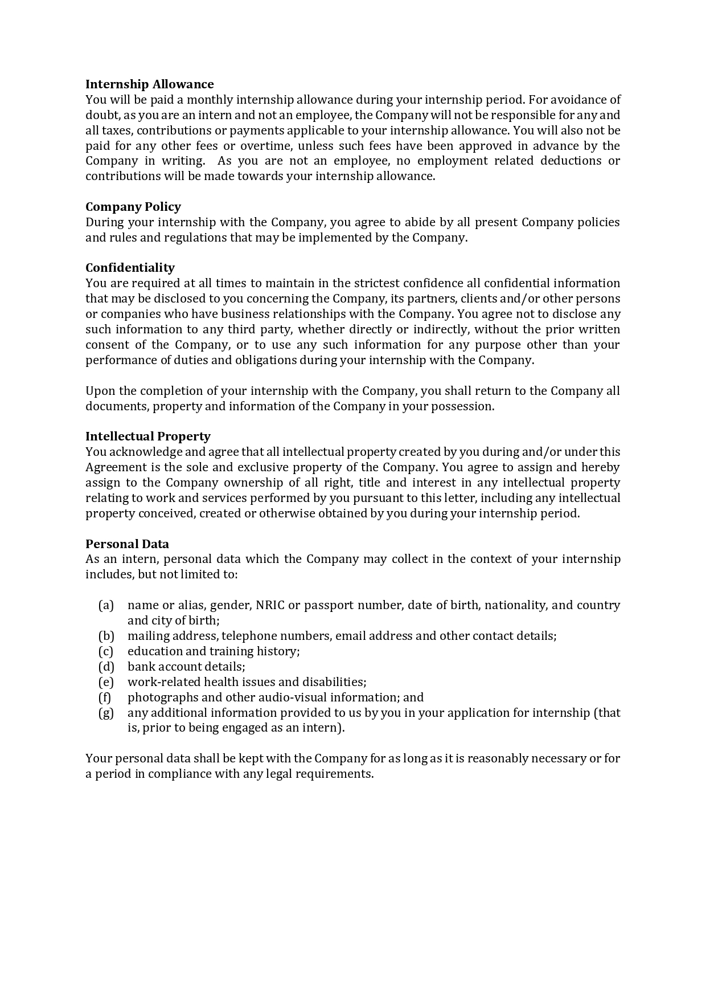 Internship Allowance
You will be paid a monthly internship allowance during your internship period. For avoidance of
doubt, as you are an intern and not an employee, the Company will not be responsible for any and
all taxes, contributions or payments applicable to your internship allowance. You will also not be
paid for any other fees or overtime, unless such fees have been approved in advance by the
Company in writing.  As you are not an employee, no employment related deductions or
contributions will be made towards your internship allowance.
Company Policy
During your internship with the Company, you agree to abide by all present Company policies
and rules and regulations that may be implemented by the Company.
Confidentiality
You are required at all times to maintain in the strictest confidence all confidential information
that may be disclosed to you concerning the Company, its partners, clients and/or other persons
or companies who have business relationships with the Company. You agree not to disclose any
such information to any third party, whether directly or indirectly, without the prior written
consent of the Company, or to use any such information for any purpose other than your
performance of duties and obligations during your internship with the Company.
Upon the completion of your internship with the Company, you shall return to the Company all
documents, property and information of the Company in your possession.
Intellectual Property
You acknowledge and agree that all intellectual property created by you during and/or under this
Agreement is the sole and exclusive property of the Company. You agree to assign and hereby
assign to the Company ownership of all right, title and interest in any intellectual property
relating to work and services performed by you pursuant to this letter, including any intellectual
property conceived, created or otherwise obtained by you during your internship period.
Personal Data
As an intern, personal data which the Company may collect in the context of your internship
includes, but not limited to:
(a) name or alias, gender, NRIC or passport number, date of birth, nationality, and country
and city of birth;
(b) mailing address, telephone numbers, email address and other contact details;
(c) education and training history;
(d) bank account details;
(e) work-related health issues and disabilities;
(f) photographs and other audio-visual information; and
(g) any additional information provided to us by you in your application for internship (that
is, prior to being engaged as an intern).
Your personal data shall be kept with the Company for as long as it is reasonably necessary or for
a period in compliance with any legal requirements.